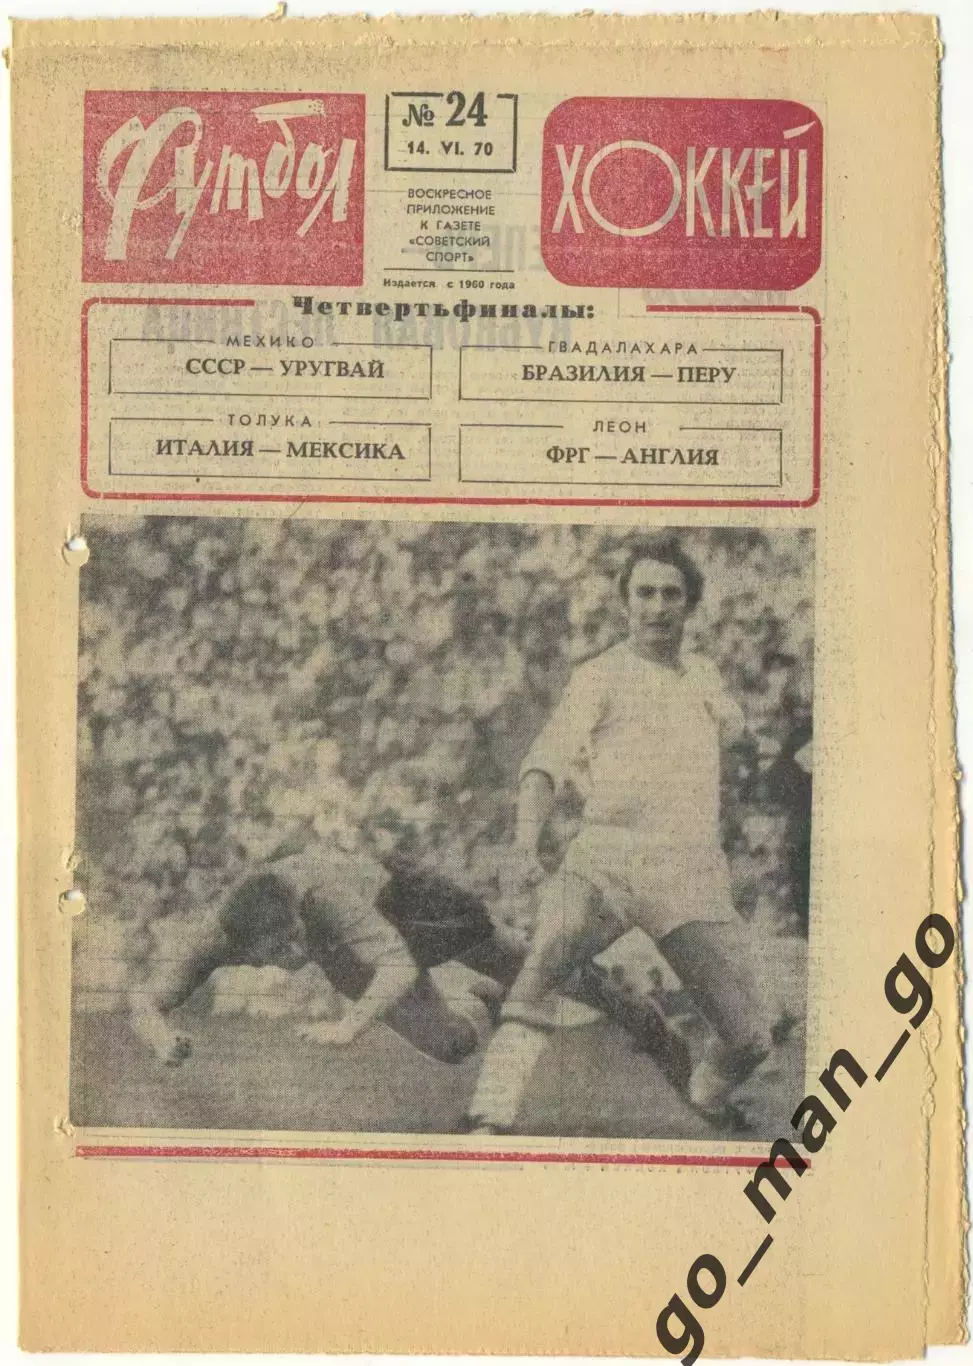 Футбол
№ 24
14. VI. 70
ВОСКРЕСНОЕ
ПРИЛОЖЕНИЕ
К ГАЗЕТЕ
«СОВЕТСКИЙ
СПОРТ»
Издается с 1960 года
ХОККЕЙ
Четвертьфиналы:
МЕХИКО
СССР — УРУГВАЙ
ГВАДАЛАХАРА
БРАЗИЛИЯ — ПЕРУ
ТОЛУКА
ИТАЛИЯ — МЕКСИКА
ЛЕОН
ФРГ — АНГЛИЯ
go_man_go
go_man_go